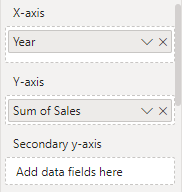 X-axis
Year
Y-axis
Sum of Sales
Secondary y-axis
Add data fields here